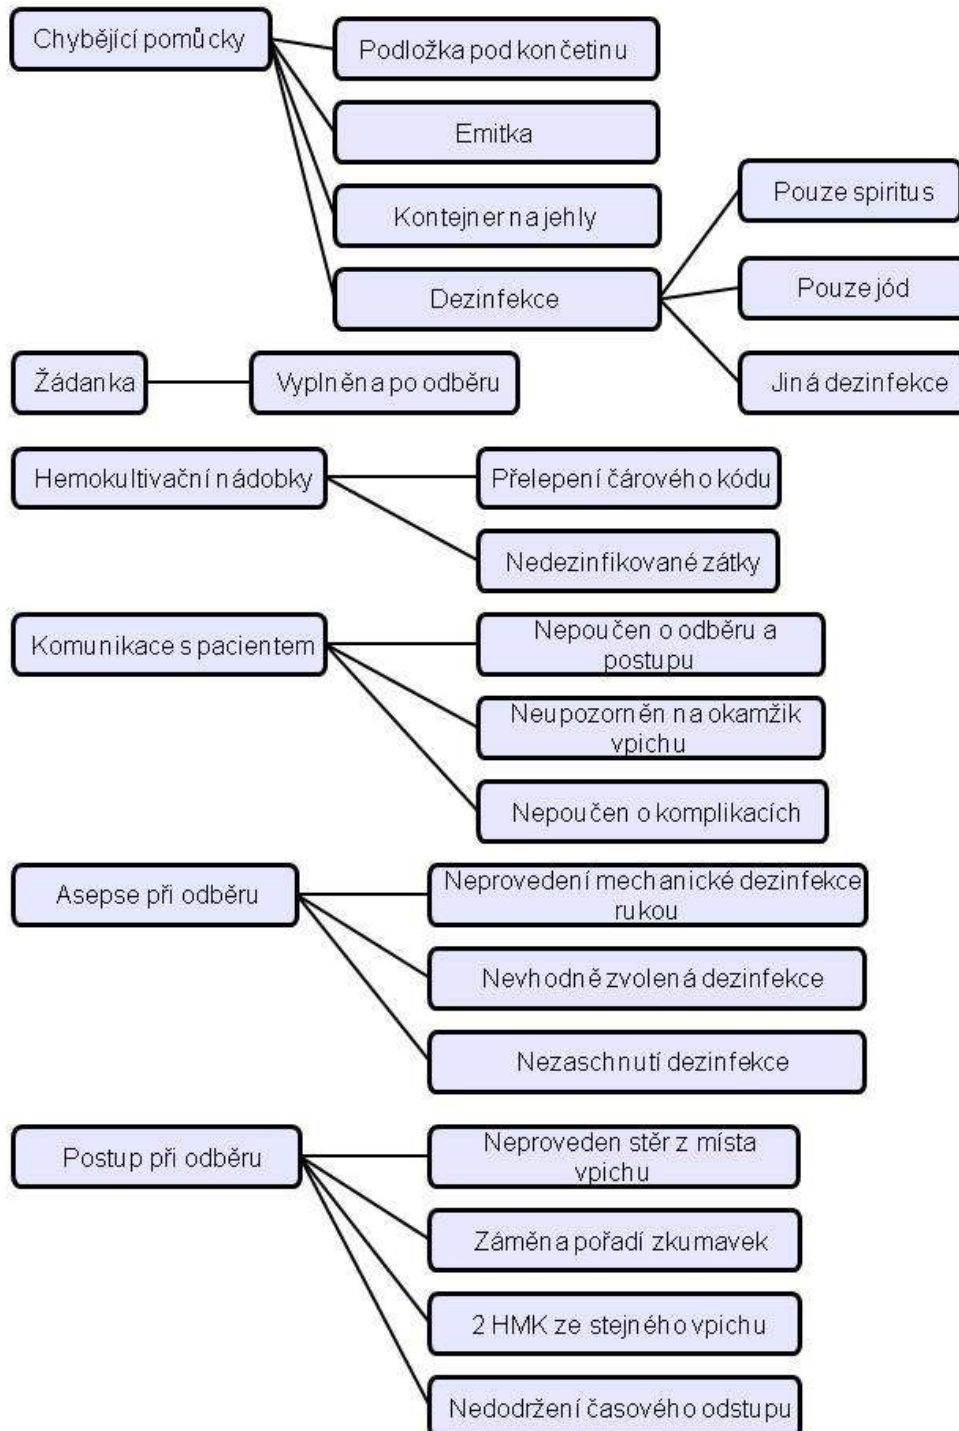 Chybějící pomůcky
Podložka pod končetinu
Emitka
Kontejner na jehly
Dezinfekce
Pouze spiritus
Pouze jód
Jiná dezinfekce
Žádanka
Vyplněna po odběru
Hemokultivační nádobky
Přelepení čárového kódu
Nedezinfikované zátky
Komunikace s pacientem
Nepoučen o odběru a
postupu
Neupozorněn na okamžik
vpichu
Nepoučen o komplikacích
Asepse při odběru
Neprovedení mechanické dezinfekce
rukou
Nevhodně zvolená dezinfekce
Nezaschnutí dezinfekce
Postup při odběru
Neproveden stěr z místa
vpichu
Záměna pořadí zkumavek
2 HMK ze stejného vpichu
Nedodržení časového odstupu